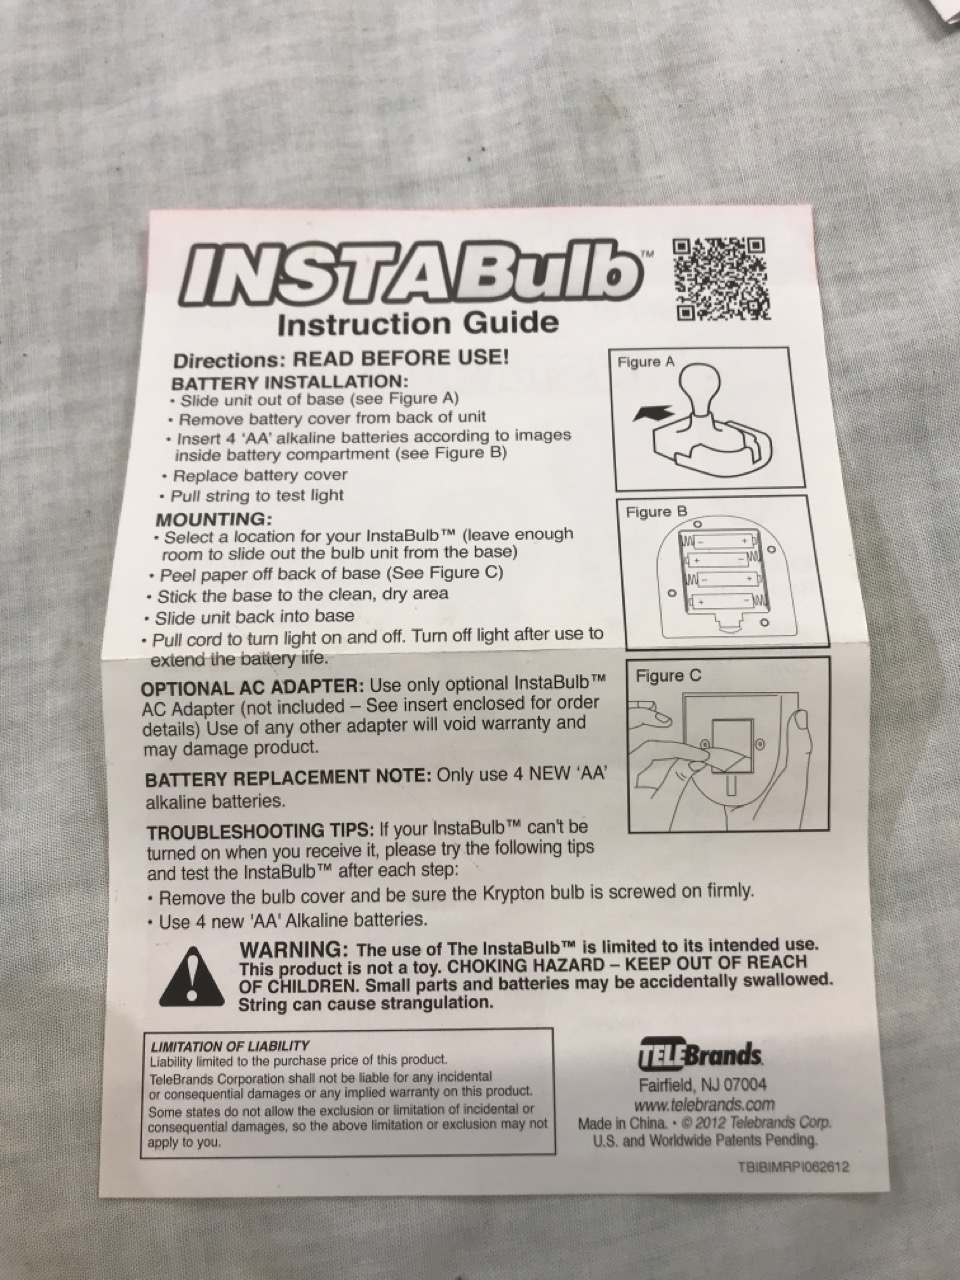 INSTABulb™
Instruction Guide
Directions: READ BEFORE USE!
BATTERY INSTALLATION:
• Slide unit out of base (see Figure A)
• Remove battery cover from back of unit
• Insert 4 'AA' alkaline batteries according to images
inside battery compartment (see Figure B)
• Replace battery cover
• Pull string to test light
MOUNTING:
• Select a location for your InstaBulb™ (leave enough
room to slide out the bulb unit from the base)
• Peel paper off back of base (See Figure C)
• Stick the base to the clean, dry area
• Slide unit back into base
• Pull cord to turn light on and off. Turn off light after use to
extend the battery life.
OPTIONAL AC ADAPTER: Use only optional InstaBulb™
AC Adapter (not included – See insert enclosed for order
details) Use of any other adapter will void warranty and
may damage product.
BATTERY REPLACEMENT NOTE: Only use 4 NEW 'AA'
alkaline batteries.
TROUBLESHOOTING TIPS: If your InstaBulb™ can't be
turned on when you receive it, please try the following tips
and test the InstaBulb™ after each step:
• Remove the bulb cover and be sure the Krypton bulb is screwed on firmly.
• Use 4 new 'AA' Alkaline batteries.
Figure A
Figure B
- +
+ -
- +
+ -
Figure C
! WARNING: The use of The InstaBulb™ is limited to its intended use.
This product is not a toy. CHOKING HAZARD – KEEP OUT OF REACH
OF CHILDREN. Small parts and batteries may be accidentally swallowed.
String can cause strangulation.
LIMITATION OF LIABILITY
Liability limited to the purchase price of this product.
TeleBrands Corporation shall not be liable for any incidental
or consequential damages or any implied warranty on this product.
Some states do not allow the exclusion or limitation of incidental or
consequential damages, so the above limitation or exclusion may not
apply to you.
TELEBrands
Fairfield, NJ 07004
www.telebrands.com
Made in China. • © 2012 Telebrands Corp.
U.S. and Worldwide Patents Pending.
TBIBIMRPI062612